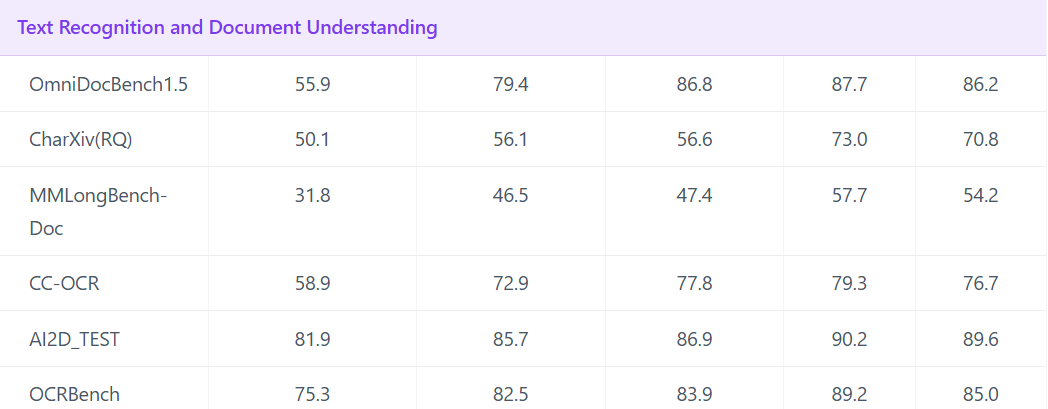 Text Recognition and Document Understanding
OmniDocBench1.5 55.9 79.4 86.8 87.7 86.2
CharXiv(RQ) 50.1 56.1 56.6 73.0 70.8
MMLongBench- 31.8 46.5 47.4 57.7 54.2
Doc
CC-OCR 58.9 72.9 77.8 79.3 76.7
AI2D_TEST 81.9 85.7 86.9 90.2 89.6
OCRBench 75.3 82.5 83.9 89.2 85.0